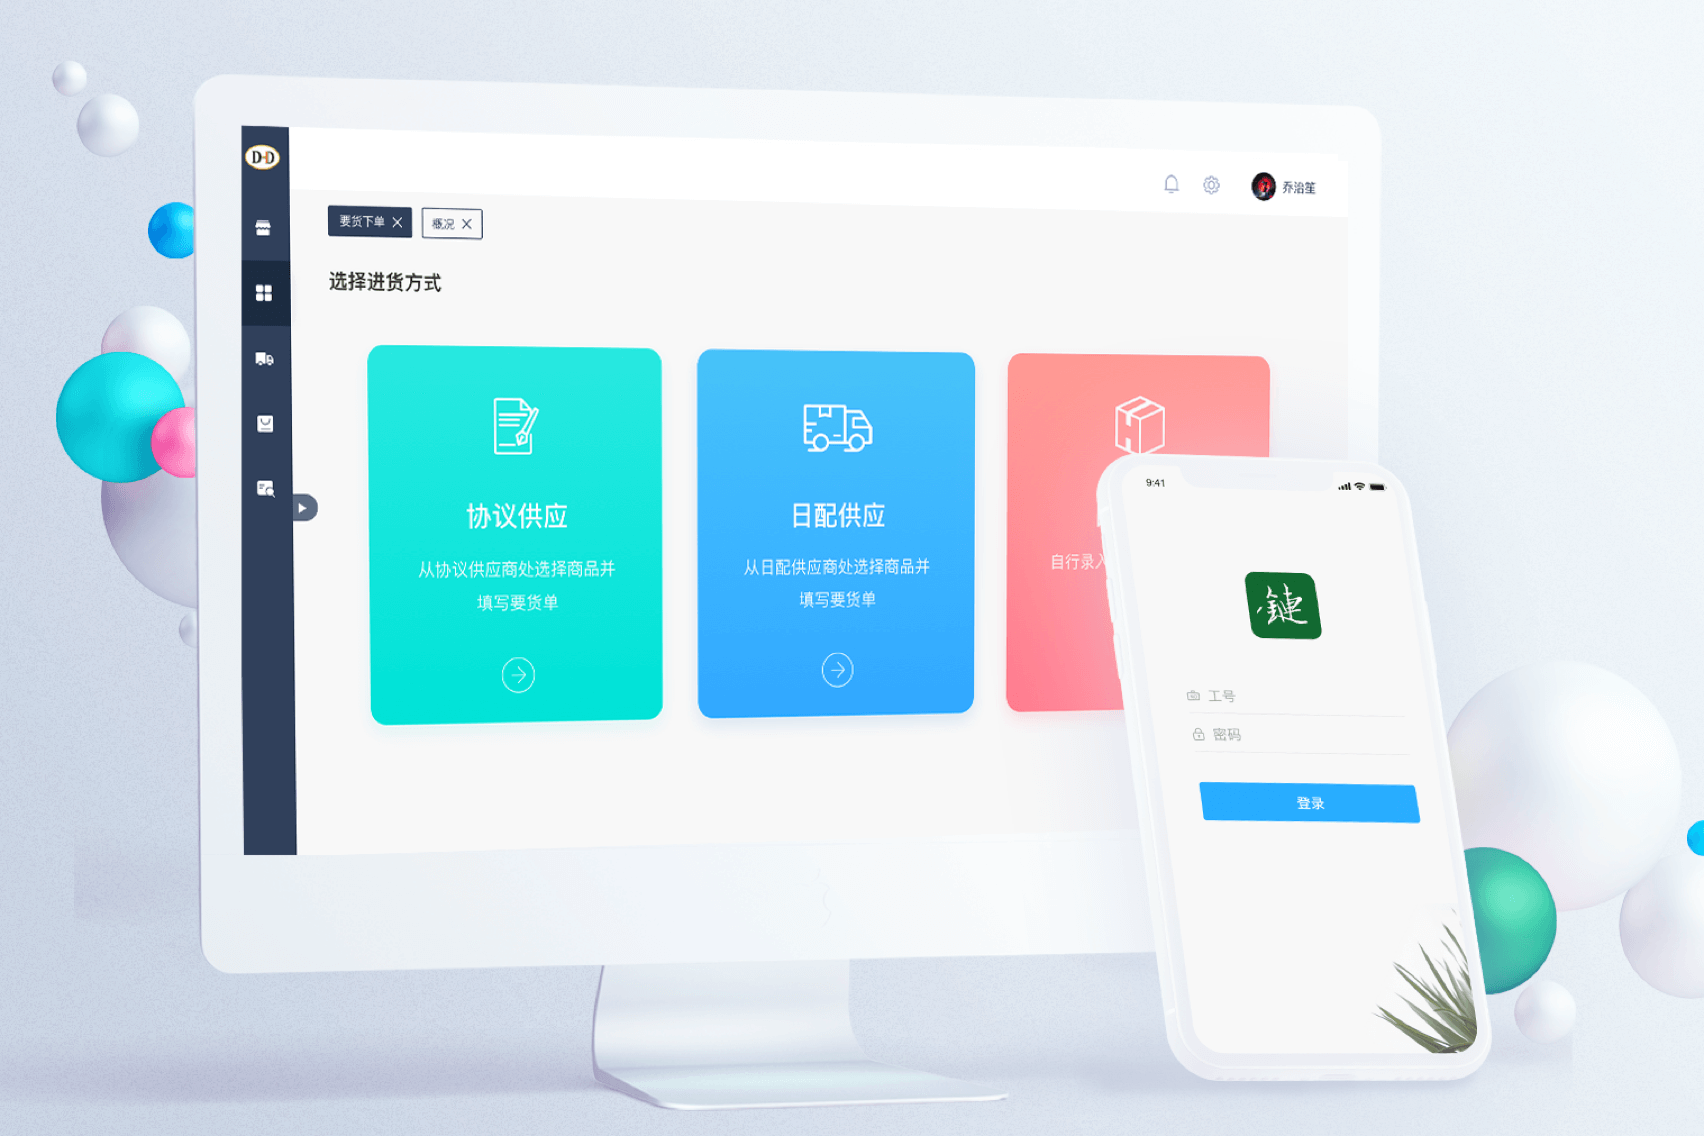 DHD
乔治笙
要货下单
概况
选择进货方式
协议供应
从协议供应商处选择商品并
填写要货单
日配供应
从日配供应商处选择商品并
填写要货单
自行录入
9:41
鏈
工号
密码
登录